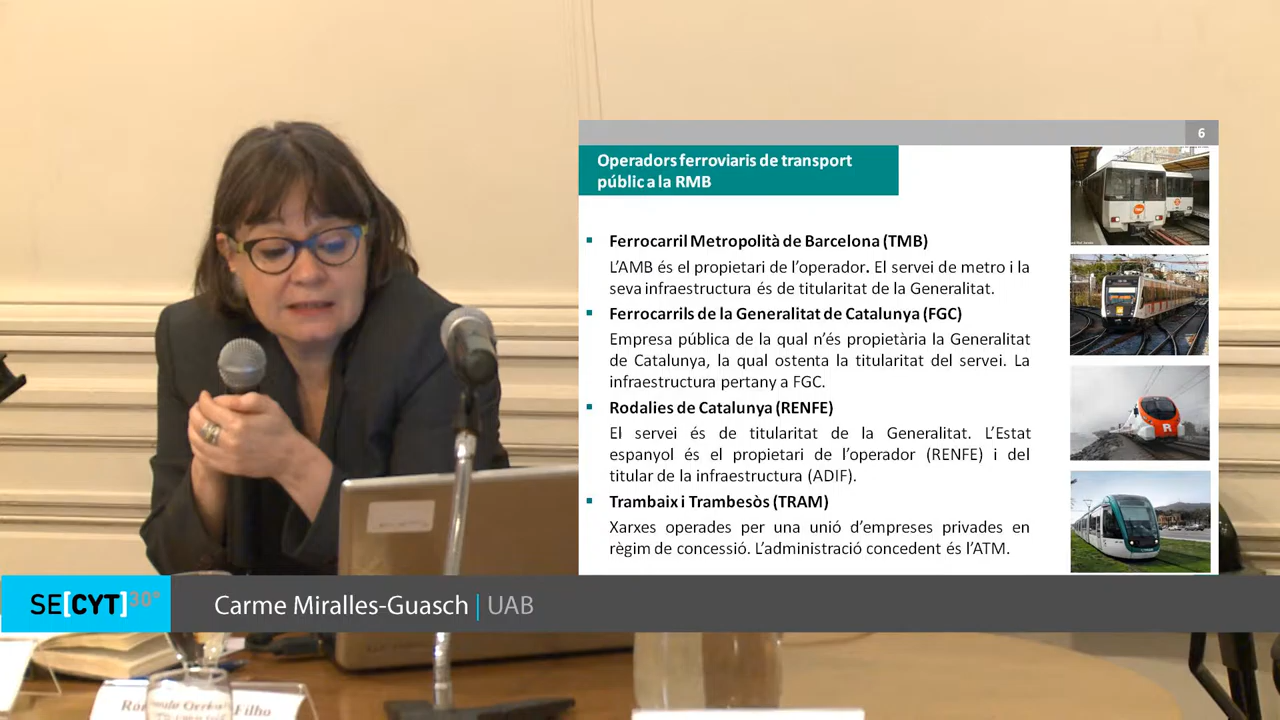 6
Operadors ferroviaris de transport
públic a la RMB
Ferrocarril Metropolità de Barcelona (TMB)
L'AMB és el propietari de l'operador. El servei de metro i la
seva infraestructura és de titularitat de la Generalitat.
Ferrocarrils de la Generalitat de Catalunya (FGC)
Empresa pública de la qual n'és propietària la Generalitat
de Catalunya, la qual ostenta la titularitat del servei. La
infraestructura pertany a FGC.
Rodalies de Catalunya (RENFE)
El servei és de titularitat de la Generalitat. L'Estat
espanyol és el propietari de l'operador (RENFE) i del
titular de la infraestructura (ADIF).
Trambaix i Trambesòs (TRAM)
Xarxes operades per una unió d'empreses privades en
règim de concessió. L'administració concedent és l'ATM.
R
SE[CYT]30°
Carme Miralles-Guasch | UAB
Filho